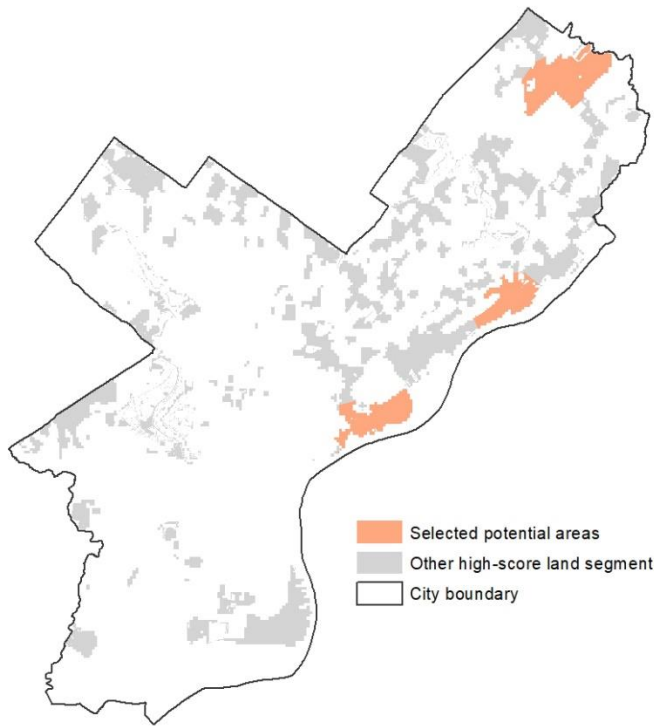 Selected potential areas
Other high-score land segment
City boundary